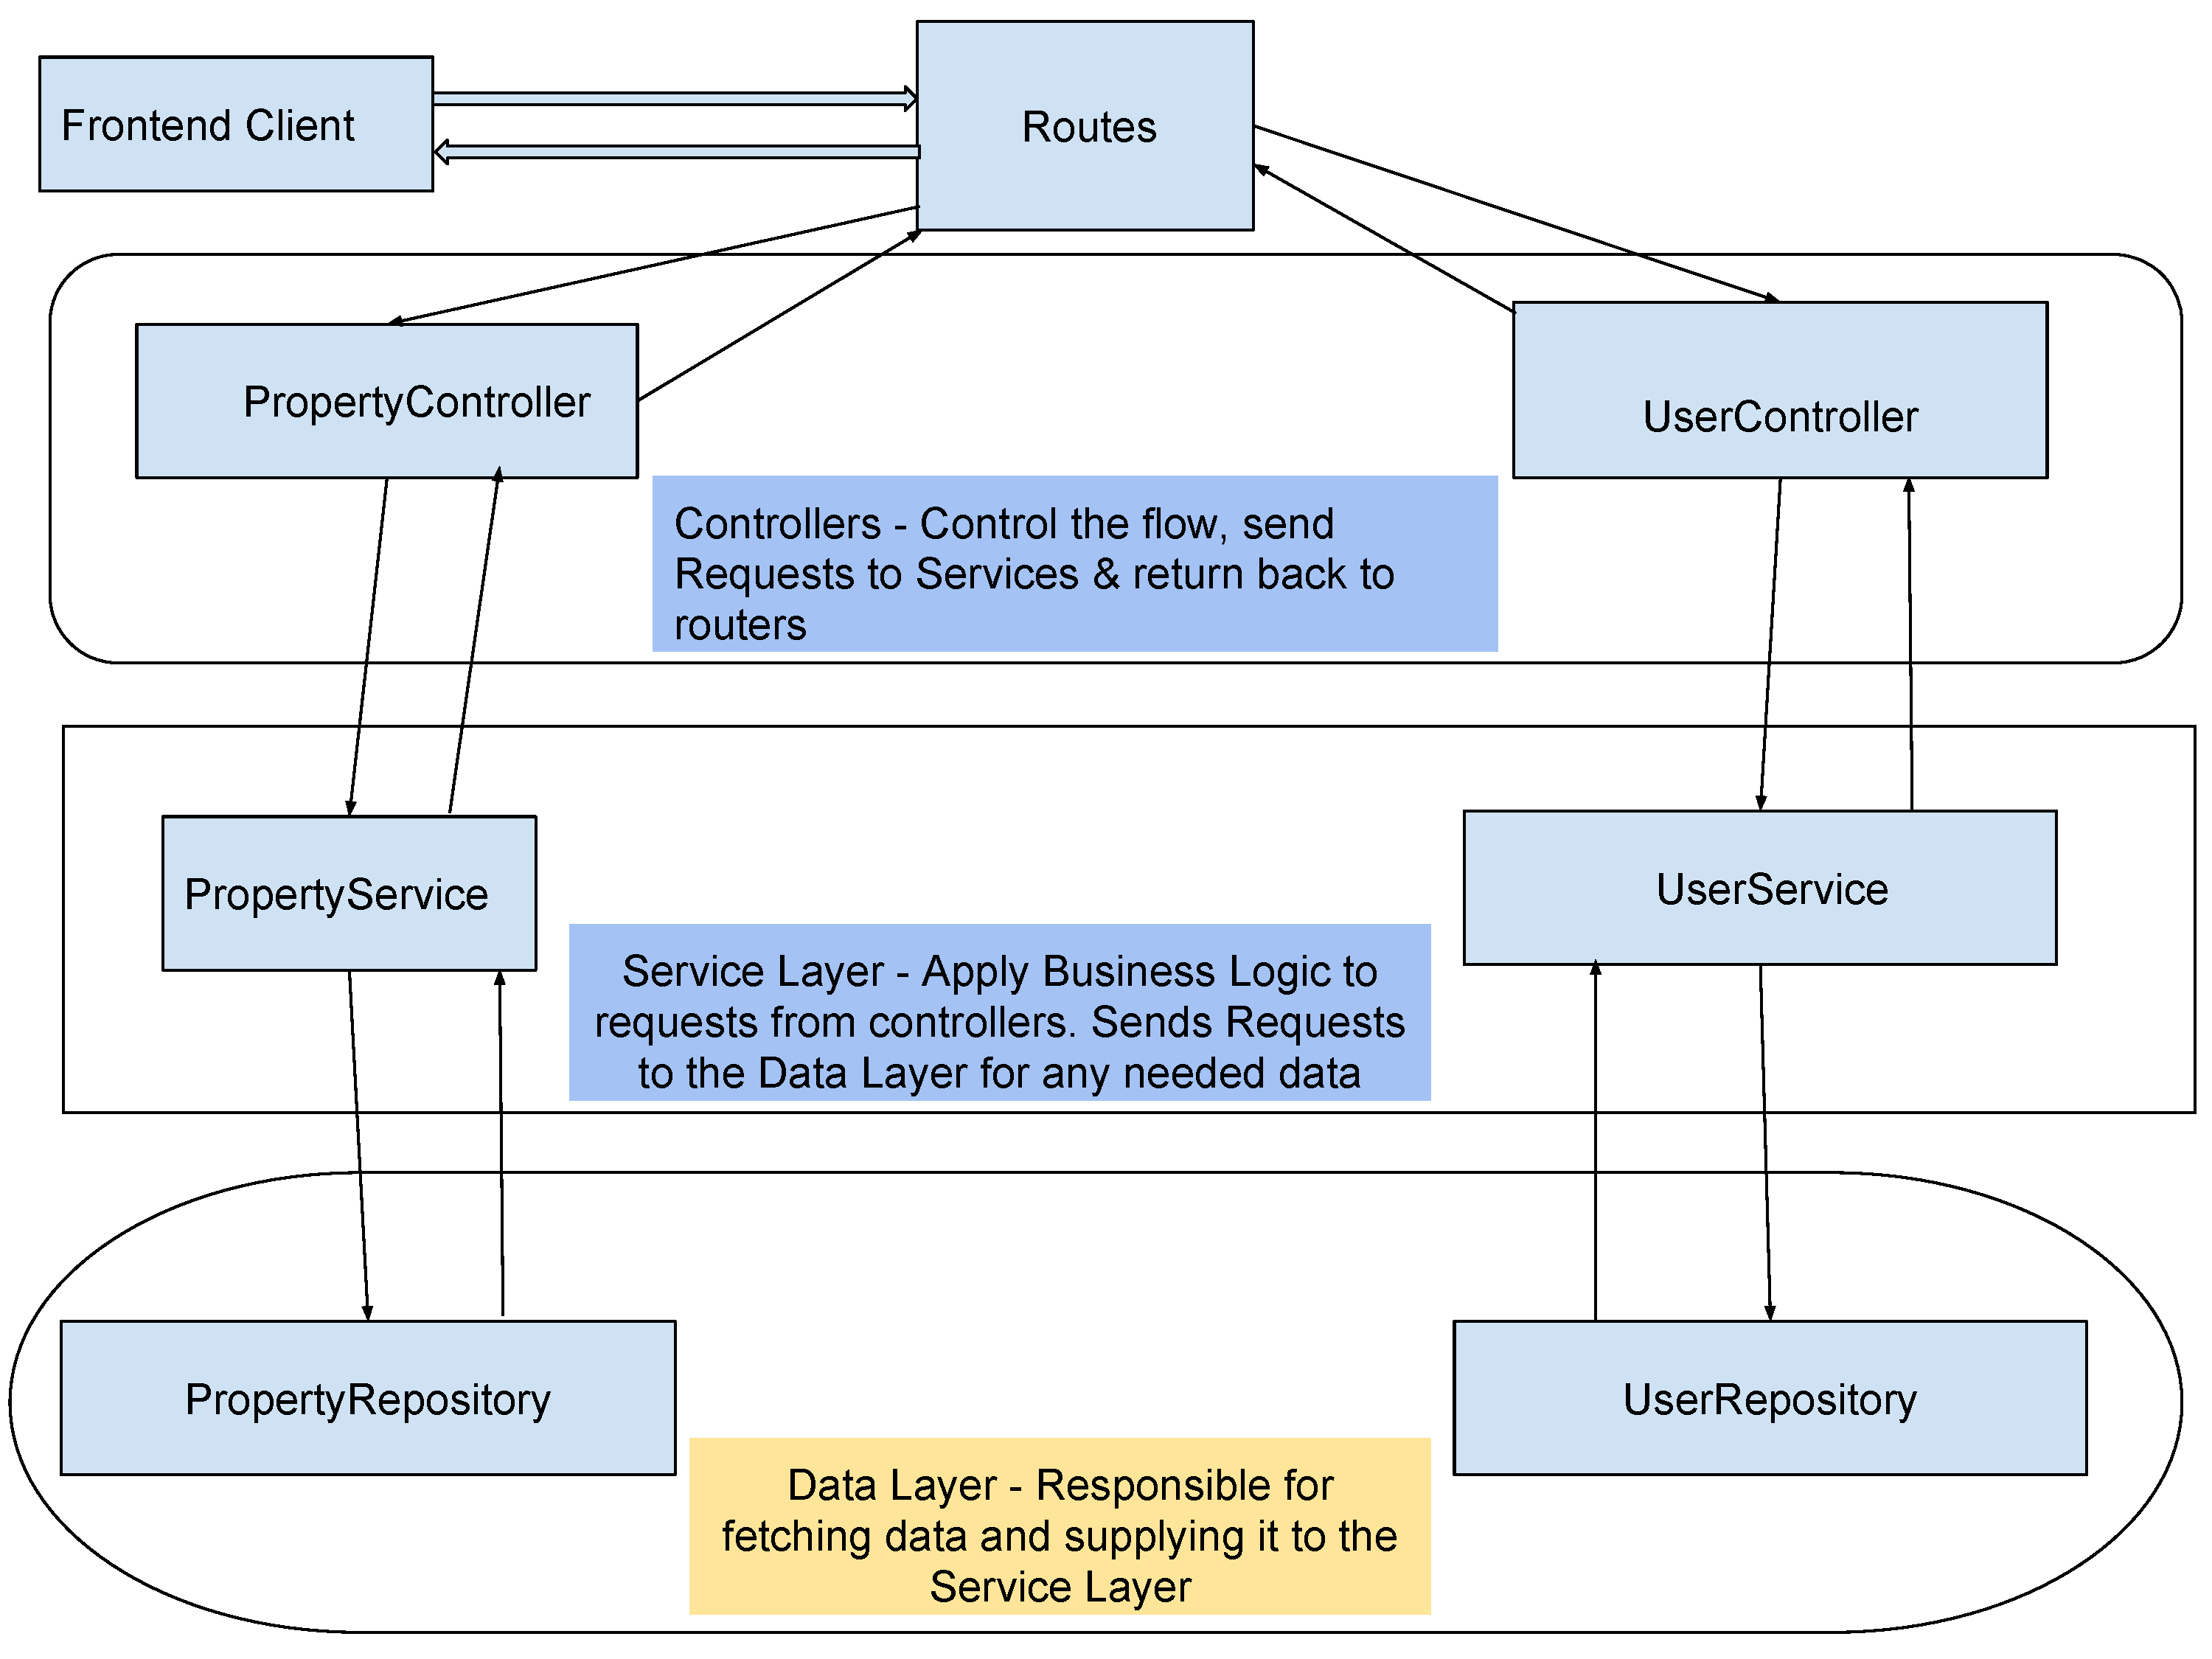 Frontend Client
Routes
PropertyController
UserController
Controllers - Control the flow, send
Requests to Services & return back to
routers
PropertyService
UserService
Service Layer - Apply Business Logic to
requests from controllers. Sends Requests
to the Data Layer for any needed data
PropertyRepository
UserRepository
Data Layer - Responsible for
fetching data and supplying it to the
Service Layer